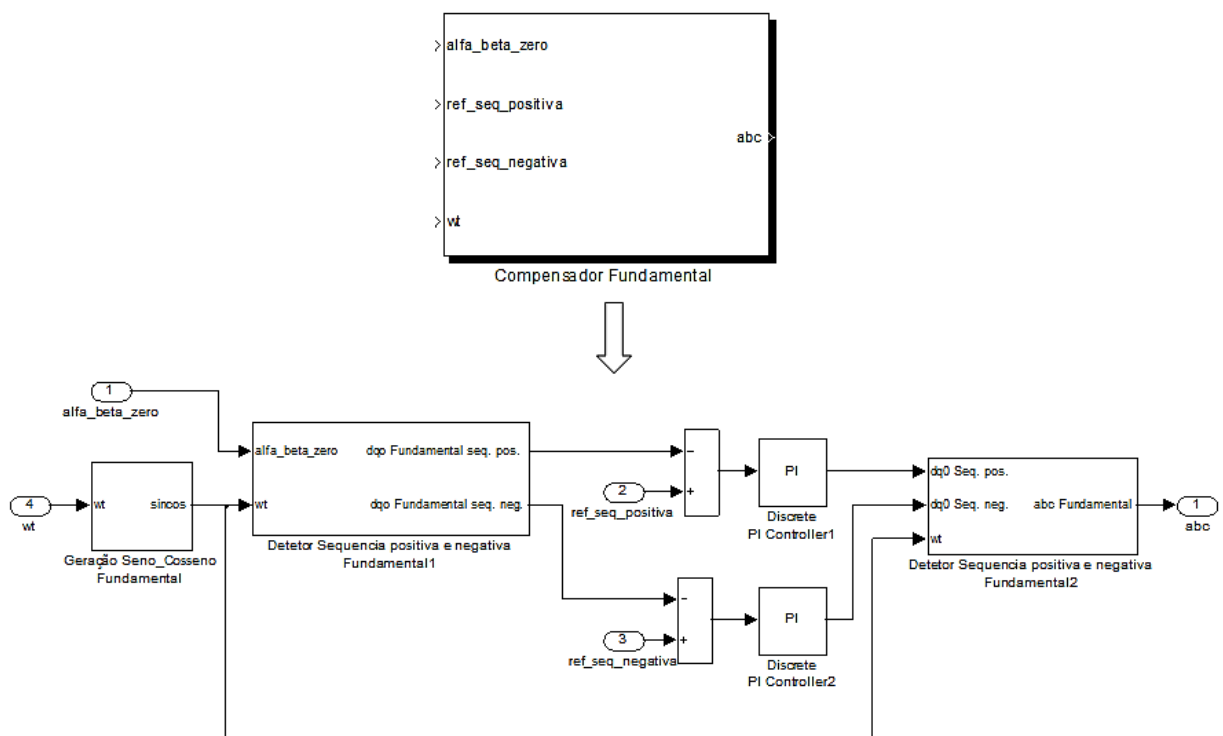 alfa_beta_zero
ref_seq_positiva
abc
ref_seq_negativa
wt
Compensador Fundamental
1
alfa_beta_zero
alfa_beta_zero
dqo Fundamental seq. pos.
4
wt
wt
sincos
Geração Seno_Cosseno
Fundamental
wt
dqo Fundamental seq. neg.
Detetor Sequencia positiva e negativa
Fundamental1
-
+
2
ref_seq_positiva
PI
Discrete
PI Controller1
-
+
3
ref_seq_negativa
PI
Discrete
PI Controller2
dq0 Seq. pos.
dq0 Seq. neg.
abc Fundamental
wt
Detetor Sequencia positiva e negativa
Fundamental2
1
abc